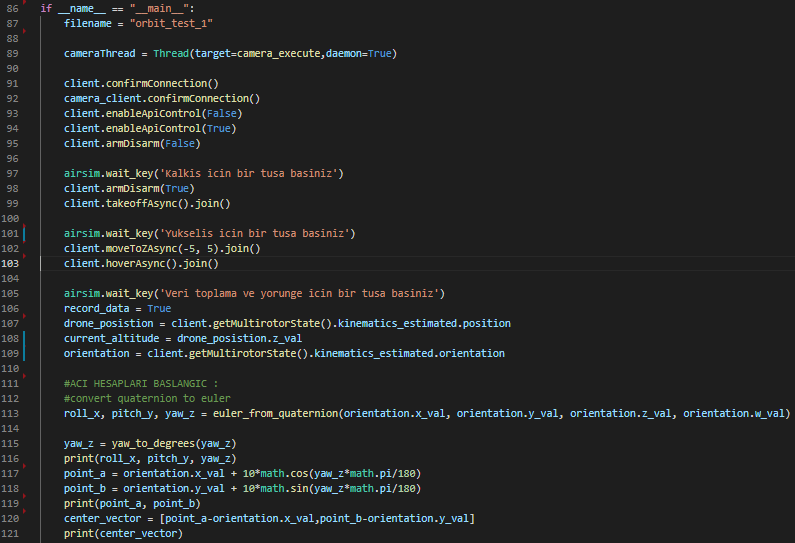 86 if __name__ == "__main__":
87 filename = "orbit_test_1"
88
89 cameraThread = Thread(target=camera_execute,daemon=True)
90
91 client.confirmConnection()
92 camera_client.confirmConnection()
93 client.enableApiControl(False)
94 client.enableApiControl(True)
95 client.armDisarm(False)
96
97 airsim.wait_key('Kalkis icin bir tusa basiniz')
98 client.armDisarm(True)
99 client.takeoffAsync().join()
100
101 airsim.wait_key('Yukselis icin bir tusa basiniz')
102 client.moveToZAsync(-5, 5).join()
103 client.hoverAsync().join()
104
105 airsim.wait_key('Veri toplama ve yorunge icin bir tusa basiniz')
106 record_data = True
107 drone_posistion = client.getMultirotorState().kinematics_estimated.position
108 current_altitude = drone_posistion.z_val
109 orientation = client.getMultirotorState().kinematics_estimated.orientation
110
111 #ACI HESAPLARI BASLANGIC :
112 #convert quaternion to euler
113 roll_x, pitch_y, yaw_z = euler_from_quaternion(orientation.x_val, orientation.y_val, orientation.z_val, orientation.w_val)
114
115 yaw_z = yaw_to_degrees(yaw_z)
116 print(roll_x, pitch_y, yaw_z)
117 point_a = orientation.x_val + 10*math.cos(yaw_z*math.pi/180)
118 point_b = orientation.y_val + 10*math.sin(yaw_z*math.pi/180)
119 print(point_a, point_b)
120 center_vector = [point_a-orientation.x_val,point_b-orientation.y_val]
121 print(center_vector)